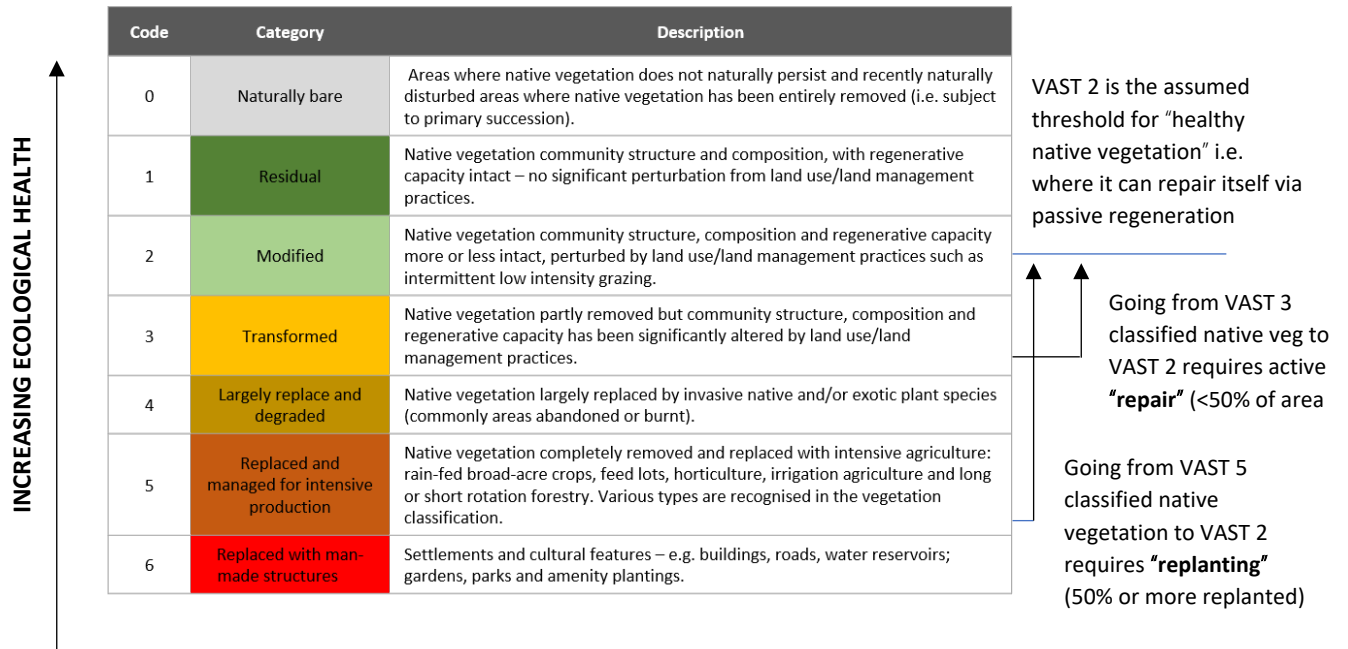 INCREASING ECOLOGICAL HEALTH
Code Category Description
0
Naturally bare
Areas where native vegetation does not naturally persist and recently naturally
disturbed areas where native vegetation has been entirely removed (i.e. subject
to primary succession).
1
Residual
Native vegetation community structure and composition, with regenerative
capacity intact – no significant perturbation from land use/land management
practices.
2
Modified
Native vegetation community structure, composition and regenerative capacity
more or less intact, perturbed by land use/land management practices such as
intermittent low intensity grazing.
3
Transformed
Native vegetation partly removed but community structure, composition and
regenerative capacity has been significantly altered by land use/land
management practices.
4
Largely replace and
degraded
Native vegetation largely replaced by invasive native and/or exotic plant species
(commonly areas abandoned or burnt).
5
Replaced and
managed for intensive
production
Native vegetation completely removed and replaced with intensive agriculture:
rain-fed broad-acre crops, feed lots, horticulture, irrigation agriculture and long
or short rotation forestry. Various types are recognised in the vegetation
classification.
6
Replaced with man-
made structures
Settlements and cultural features – e.g. buildings, roads, water reservoirs;
gardens, parks and amenity plantings.
VAST 2 is the assumed
threshold for "healthy
native vegetation" i.e.
where it can repair itself via
passive regeneration
Going from VAST 3
classified native veg to
VAST 2 requires active
"repair" (<50% of area
Going from VAST 5
classified native
vegetation to VAST 2
requires "replanting"
(50% or more replanted)